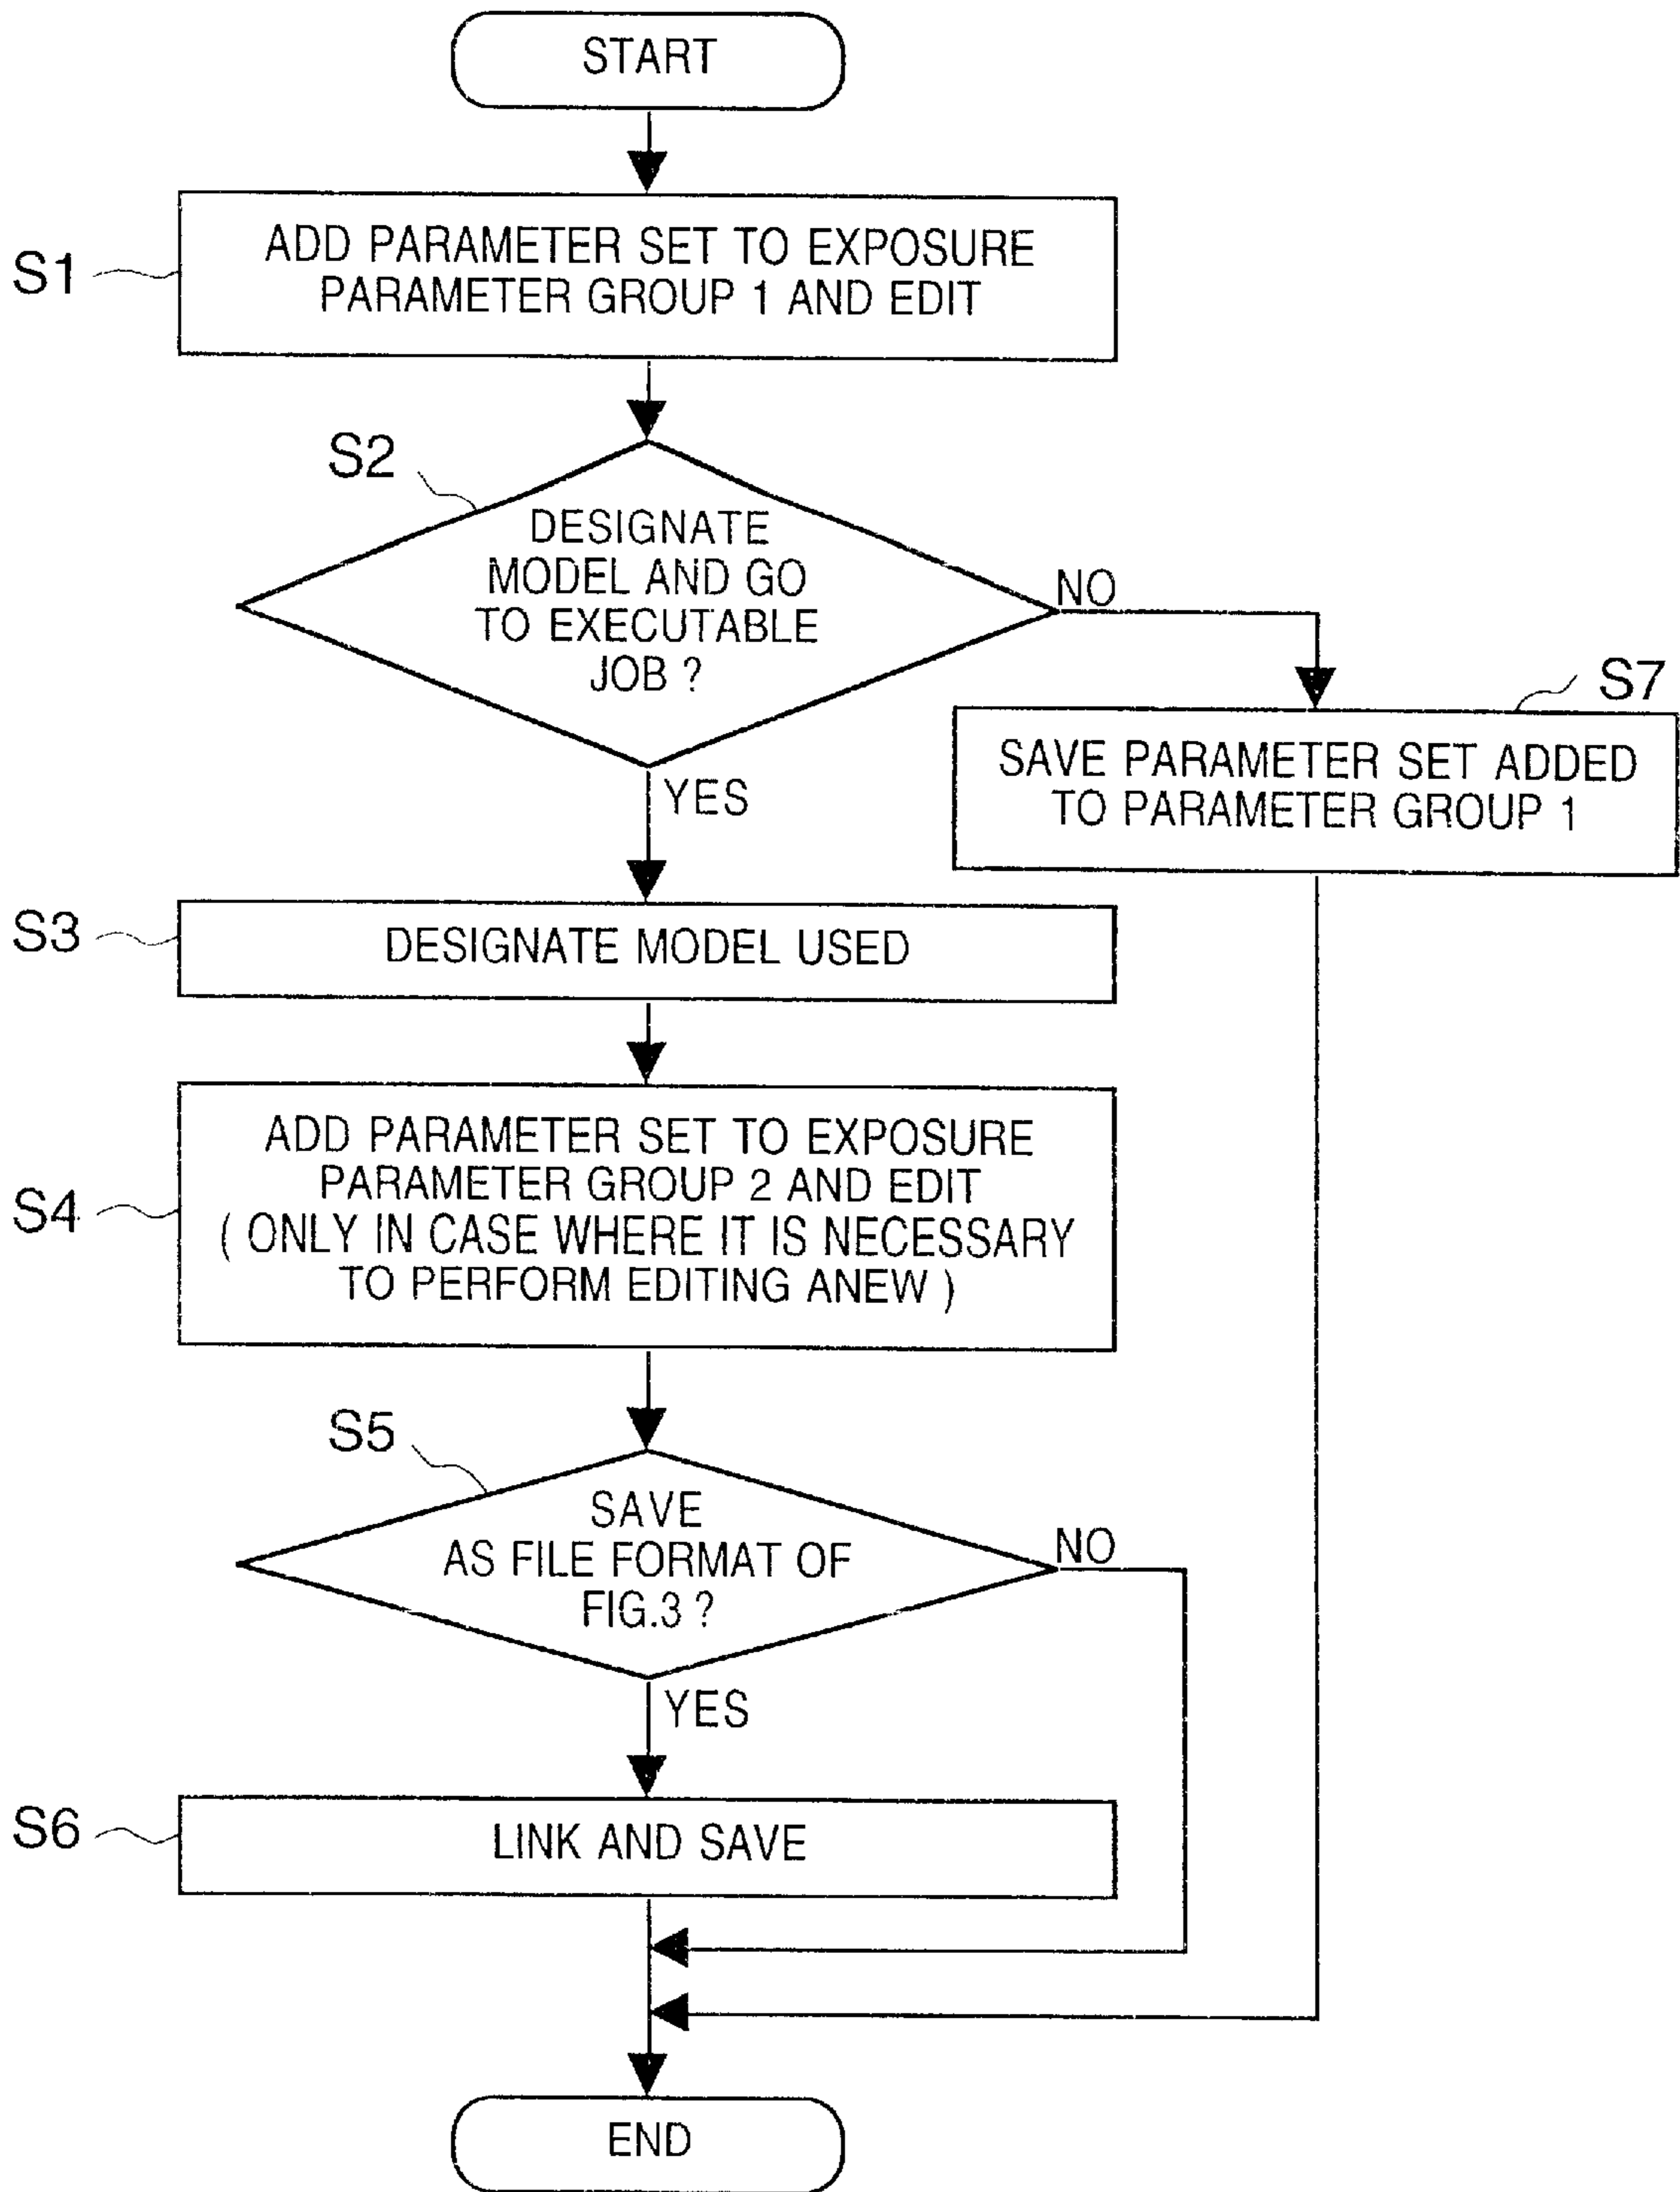 START
S1
ADD PARAMETER SET TO EXPOSURE
PARAMETER GROUP 1 AND EDIT
S2
DESIGNATE
MODEL AND GO
TO EXECUTABLE
JOB ?
NO
YES
S7
SAVE PARAMETER SET ADDED
TO PARAMETER GROUP 1
S3
DESIGNATE MODEL USED
S4
ADD PARAMETER SET TO EXPOSURE
PARAMETER GROUP 2 AND EDIT
( ONLY IN CASE WHERE IT IS NECESSARY
TO PERFORM EDITING ANEW )
S5
SAVE
AS FILE FORMAT OF
FIG.3 ?
NO
YES
S6
LINK AND SAVE
END